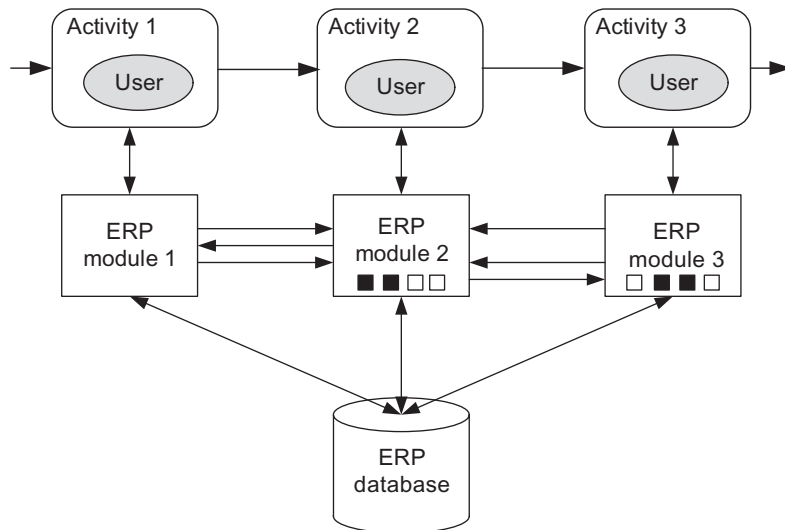 Activity 1
Activity 2
Activity 3
User
User
User
ERP
module 1
ERP
module 2
ERP
module 3
ERP
database